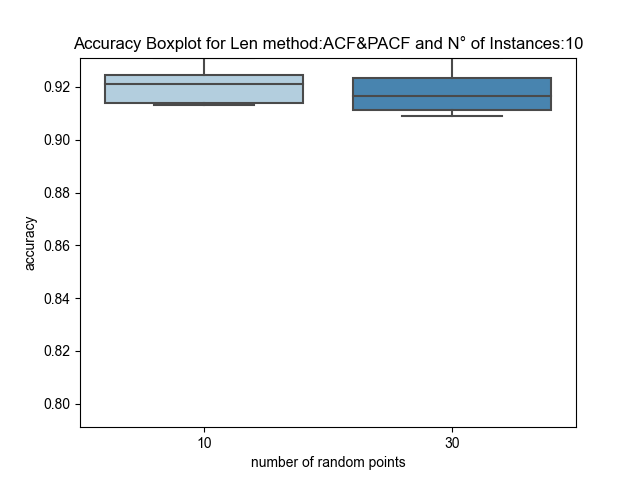 Accuracy Boxplot for Len method:ACF&PACF and N° of Instances:10
0.92
0.90
0.88
0.86
0.84
0.82
0.80
accuracy
10 30
number of random points